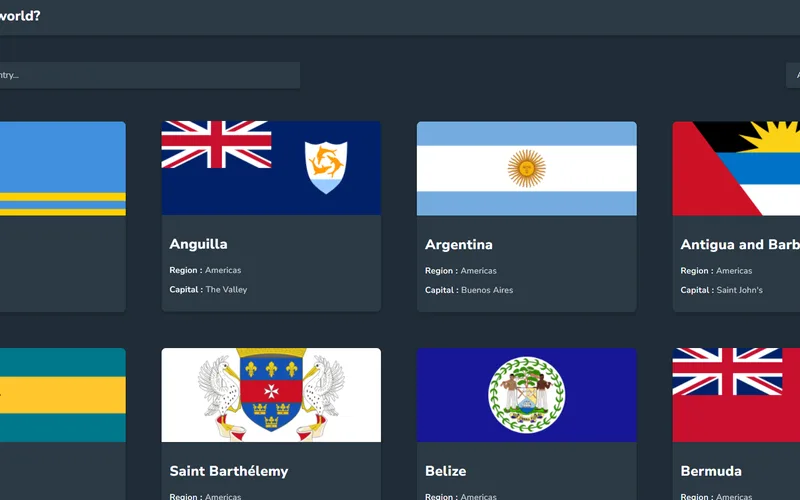 world?
ntry...
Anguilla
Region : Americas
Capital : The Valley
Argentina
Region : Americas
Capital : Buenos Aires
Antigua and Barb
Region : Americas
Capital : Saint John's
Saint Barthélemy
Region : Americas
Belize
Region : Americas
Bermuda
Region : Americas